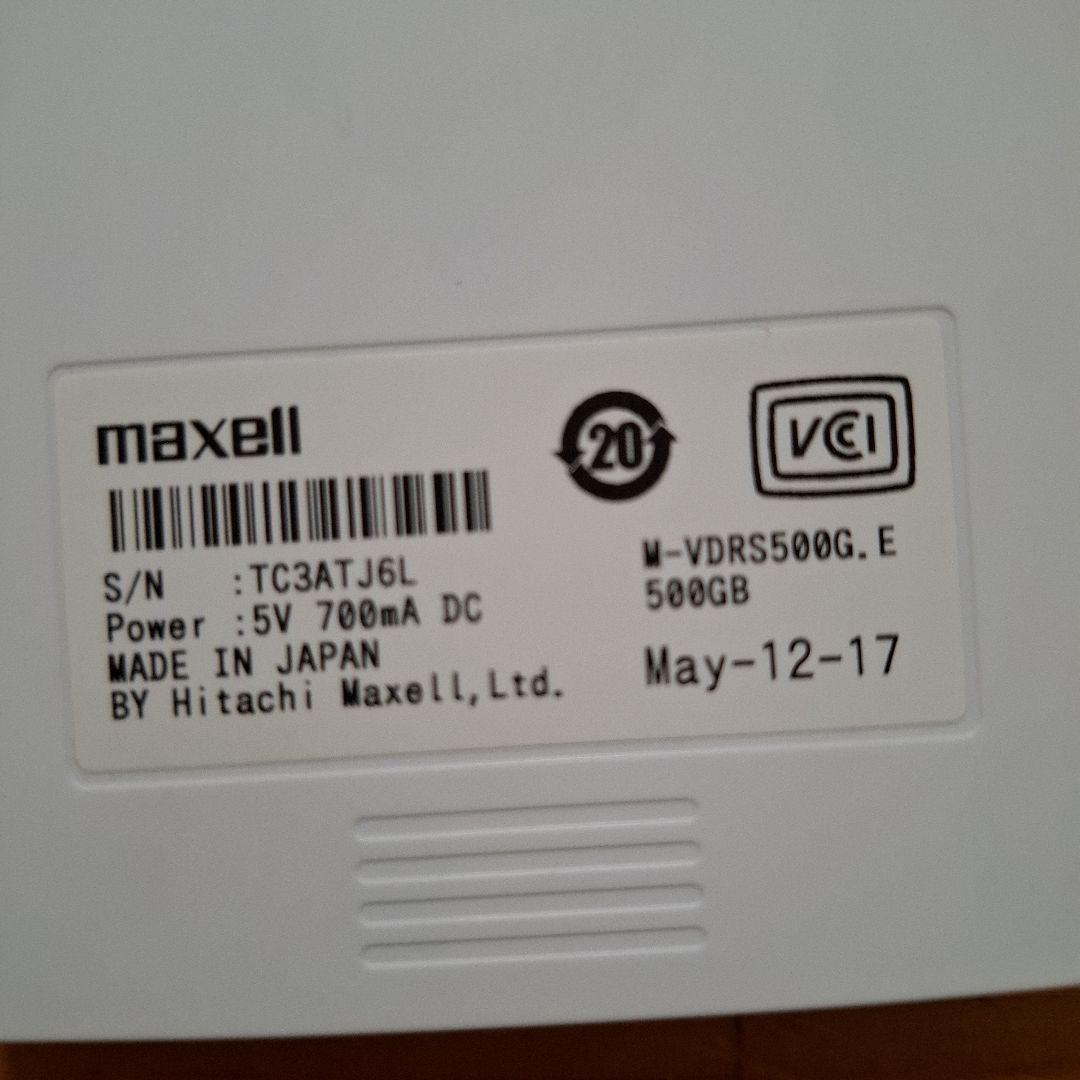 maxell
20
VCCI
S/N :TC3ATJ6L
Power :5V 700mA DC
MADE IN JAPAN
BY Hitachi Maxell,Ltd.
M-VDRS500G.E
500GB
May-12-17